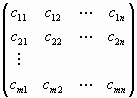 c₁₁ c₁₂ ⋯ c₁ₙ
c₂₁ c₂₂ ⋯ c₂ₙ
⋮
cₘ₁ cₘ₂ ⋯ cₘₙ